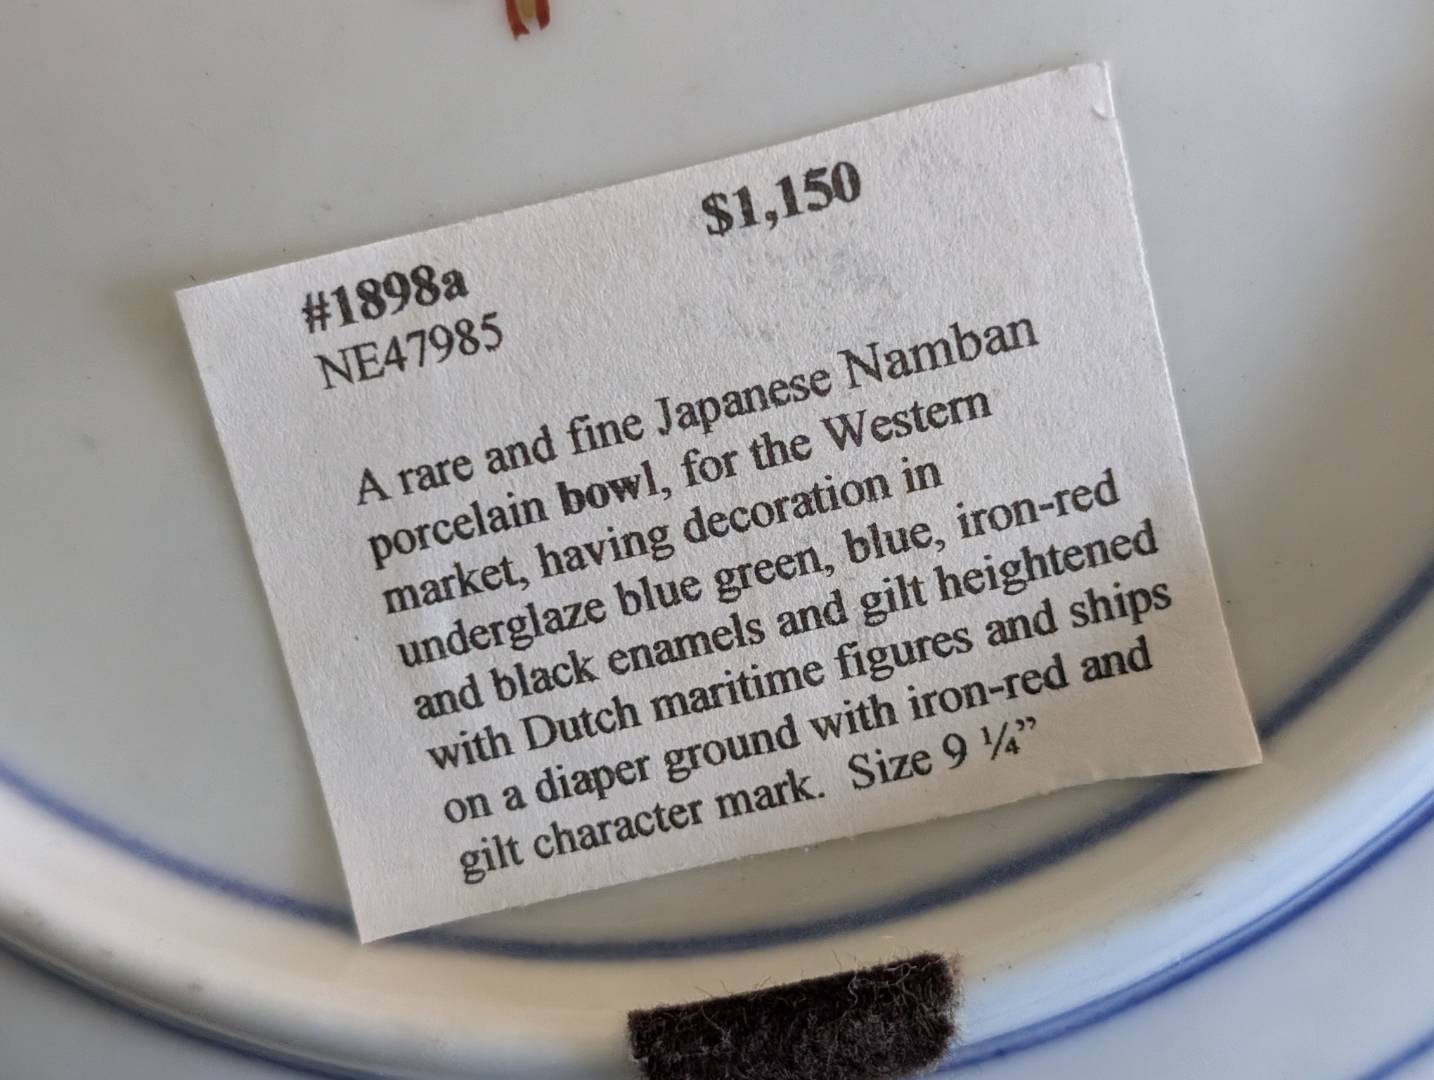 $1,150
#1898a
NE47985
A rare and fine Japanese Namban
porcelain bowl, for the Western
market, having decoration in
underglaze blue green, blue, iron-red
and black enamels and gilt heightened
with Dutch maritime figures and ships
on a diaper ground with iron-red and
gilt character mark. Size 9 ¼”